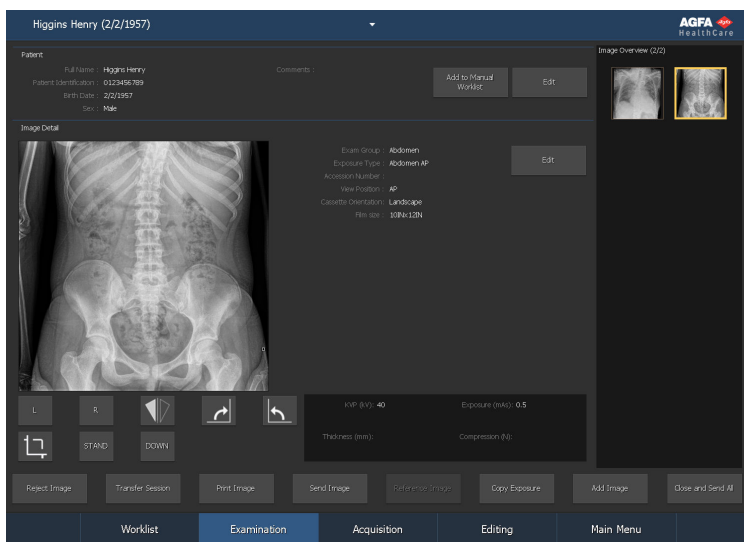 Higgins Henry (2/2/1957)
AGFA
HealthCare
Patient
Full Name : Higgins Henry
Patient Identification : 0123456789
Birth Date : 2/2/1957
Sex : Male
Comments :
Add to Manual
Worklist
Edit
Image Overview (2/2)
Image Detail
Exam Group : Abdomen
Exposure Type : Abdomen AP
Accession Number :
View Position : AP
Cassette Orientation: Landscape
Film size : 10INx12IN
Edit
L
R
STAND
DOWN
KVP (kV): 40
Exposure (mAs): 0.5
Thickness (mm):
Compression (N):
Reject Image
Transfer Session
Print Image
Send Image
Reference Image
Copy Exposure
Add Image
Close and Send All
Worklist
Examination
Acquisition
Editing
Main Menu